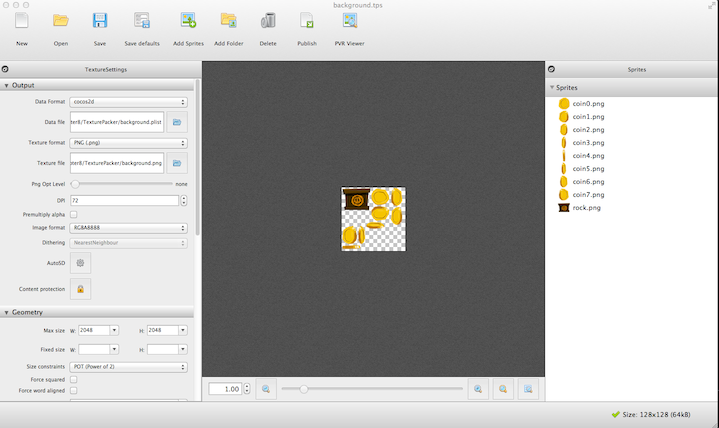 background.tps
New Open Save Save defaults Add Sprites Add Folder Delete Publish PVR Viewer
TextureSettings
Output
Data Format cocos2d
Data file ter8/TexturePacker/background.plist
Texture format PNG (.png)
Texture file ter8/TexturePacker/background.png
Png Opt Level none
DPI 72
Premultiply alpha
Image format RGBA8888
Dithering NearestNeighbour
AutoSD
Content protection
Geometry
Max size W: 2048 H: 2048
Fixed size W: H:
Size constraints POT (Power of 2)
Force squared
Force word aligned
1.00
Sprites
Sprites
coin0.png
coin1.png
coin2.png
coin3.png
coin4.png
coin5.png
coin6.png
coin7.png
rock.png
Size: 128x128 (64kB)